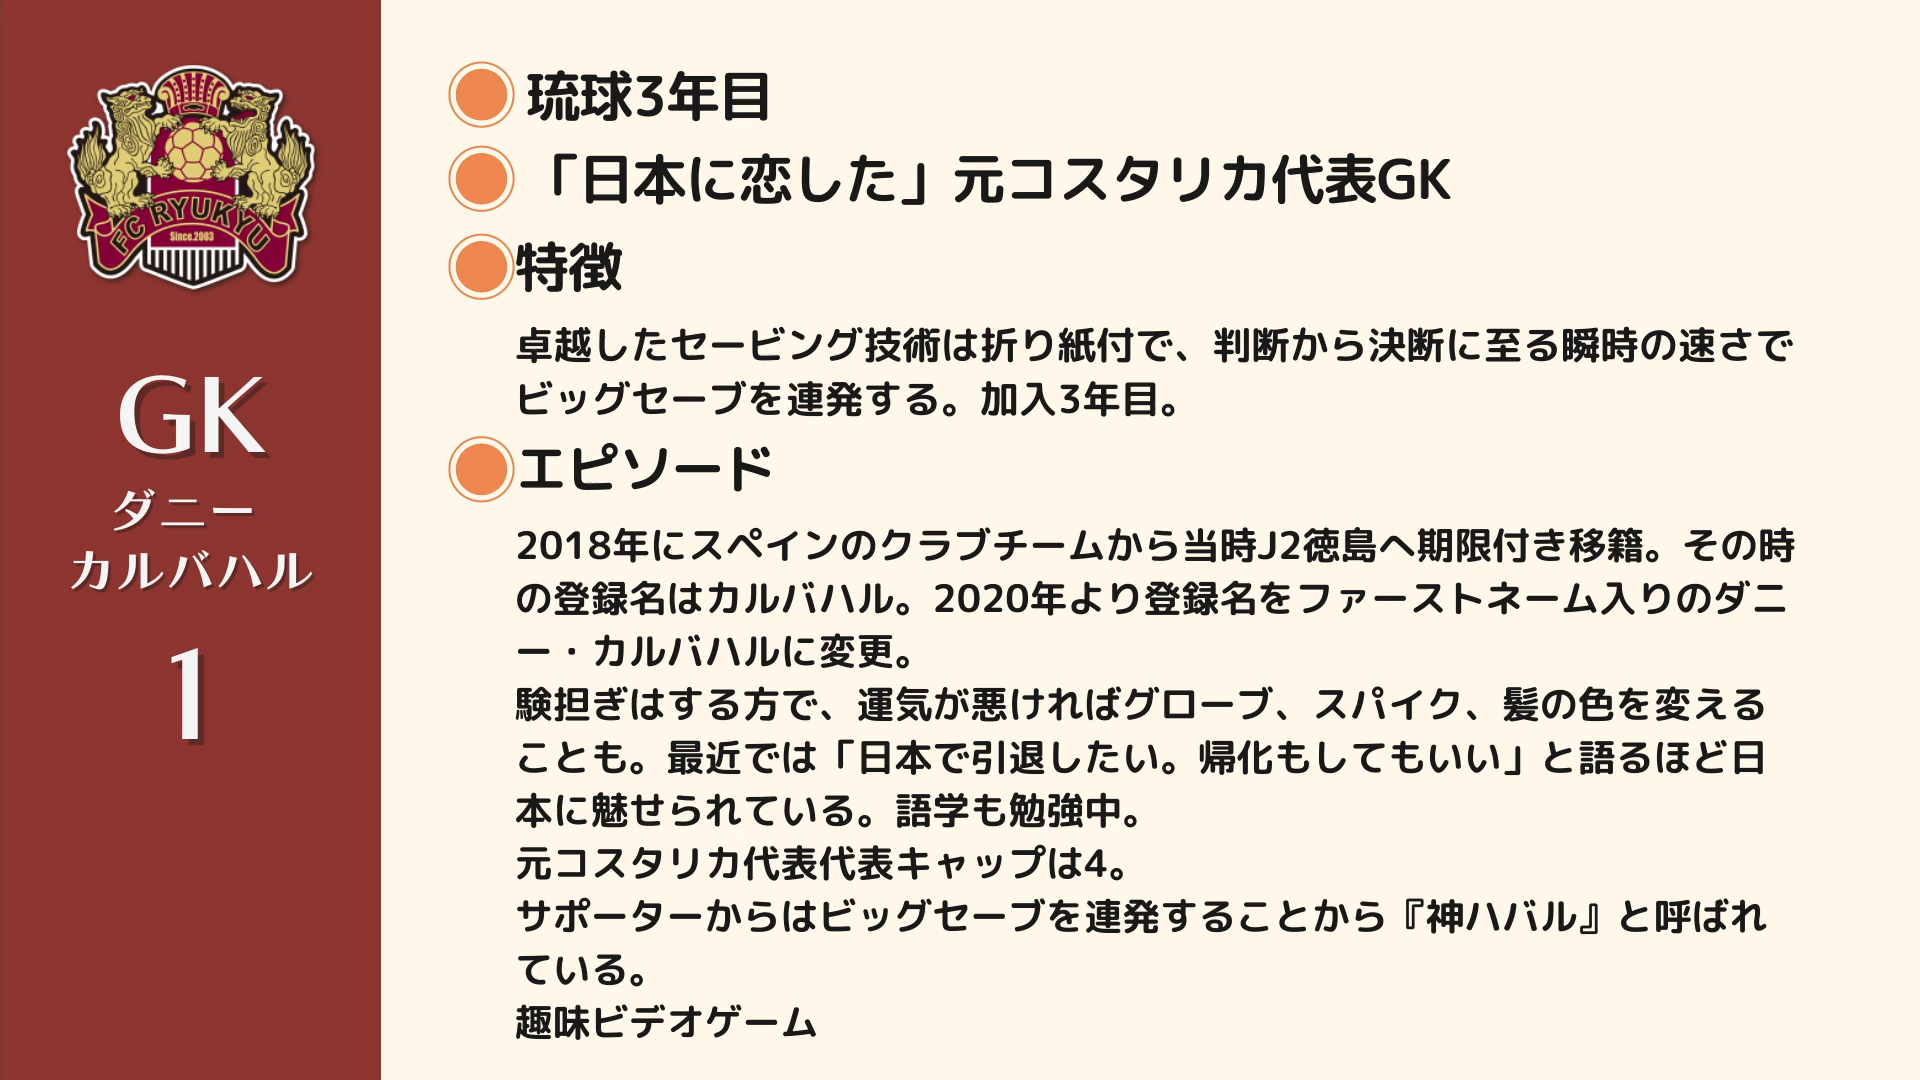 FC RYUKYU
Since.2003
GK
ダニー
カルバハル
1
琉球3年目
「日本に恋した」元コスタリカ代表GK
特徴
卓越したセービング技術は折り紙付で、判断から決断に至る瞬時の速さで
ビッグセーブを連発する。加入3年目。
エピソード
2018年にスペインのクラブチームから当時J2徳島へ期限付き移籍。その時
の登録名はカルバハル。2020年より登録名をファーストネーム入りのダニ
ー・カルバハルに変更。
験担ぎはする方で、運気が悪ければグローブ、スパイク、髪の色を変える
ことも。最近では「日本で引退したい。帰化もしてもいい」と語るほど日
本に魅せられている。語学も勉強中。
元コスタリカ代表代表キャップは4。
サポーターからはビッグセーブを連発することから『神ハバル』と呼ばれ
ている。
趣味ビデオゲーム